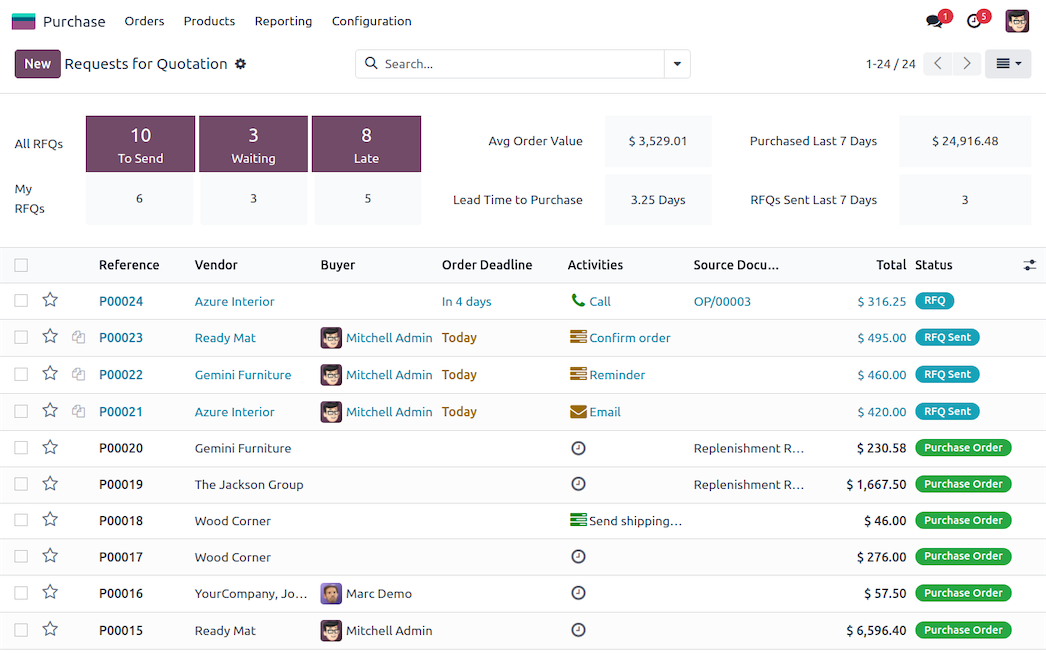 Purchase Orders Products Reporting Configuration 1 5
New Requests for Quotation Search... 1-24 / 24
All RFQs 10 To Send 3 Waiting 8 Late Avg Order Value $ 3,529.01 Purchased Last 7 Days $ 24,916.48
My RFQs 6 3 5 Lead Time to Purchase 3.25 Days RFQs Sent Last 7 Days 3
Reference Vendor Buyer Order Deadline Activities Source Docu... Total Status
P00024 Azure Interior In 4 days Call OP/00003 $ 316.25 RFQ
P00023 Ready Mat Mitchell Admin Today Confirm order $ 495.00 RFQ Sent
P00022 Gemini Furniture Mitchell Admin Today Reminder $ 460.00 RFQ Sent
P00021 Azure Interior Mitchell Admin Today Email $ 420.00 RFQ Sent
P00020 Gemini Furniture Replenishment R... $ 230.58 Purchase Order
P00019 The Jackson Group Replenishment R... $ 1,667.50 Purchase Order
P00018 Wood Corner Send shipping... $ 46.00 Purchase Order
P00017 Wood Corner $ 276.00 Purchase Order
P00016 YourCompany, Jo... Marc Demo $ 57.50 Purchase Order
P00015 Ready Mat Mitchell Admin $ 6,596.40 Purchase Order